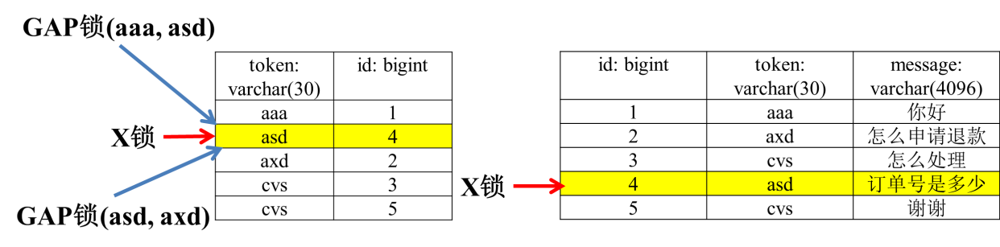 GAP锁(aaa, asd)
X锁
GAP锁(asd, axd)
token: varchar(30) id: bigint
aaa 1
asd 4
axd 2
cvs 3
cvs 5
X锁
id: bigint token: varchar(30) message: varchar(4096)
1 aaa 你好
2 axd 怎么申请退款
3 cvs 怎么处理
4 asd 订单号是多少
5 cvs 谢谢